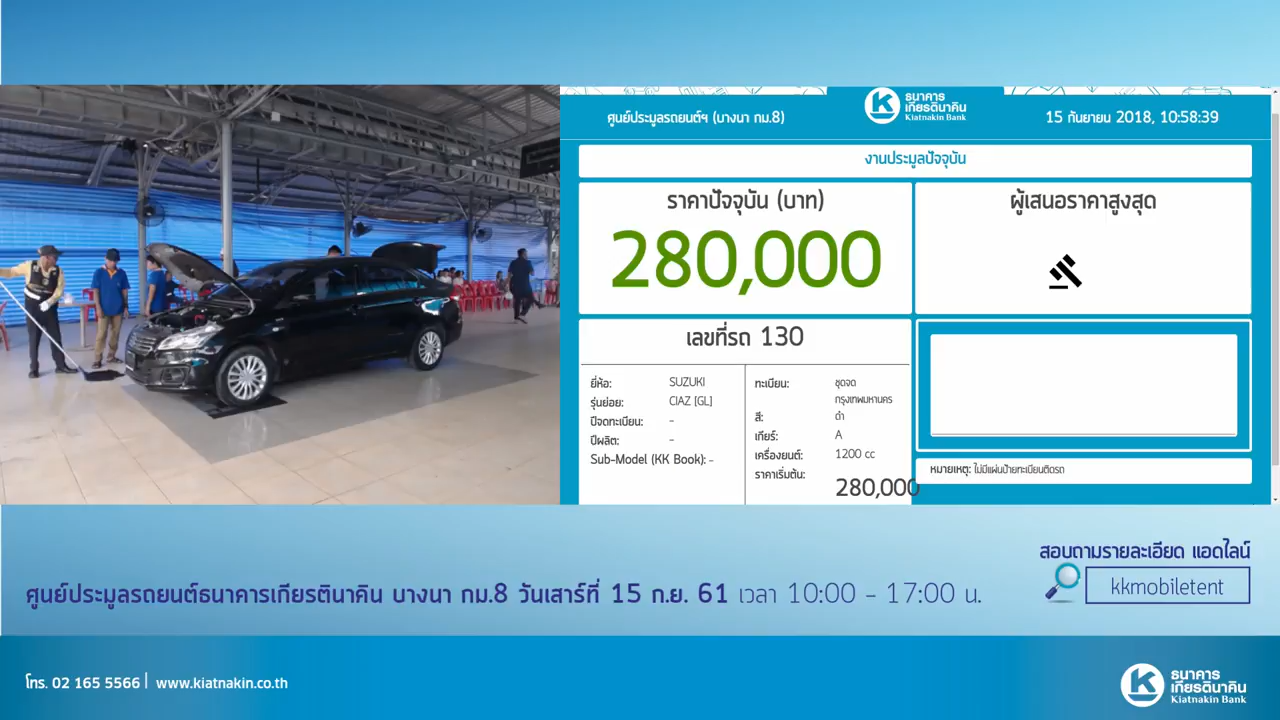 ศูนย์ประมูลรถยนต์ฯ (บางนา กม.8)
ธนาคาร
เกียรตินาคิน
Kiatnakin Bank
15 กันยายน 2018, 10:58:39
งานประมูลปัจจุบัน
ราคาปัจจุบัน (บาท)
280,000
ผู้เสนอราคาสูงสุด
เลขที่รถ 130
ยี่ห้อ: SUZUKI
รุ่นย่อย: CIAZ [GL]
ปีจดทะเบียน: -
ปีผลิต: -
Sub-Model (KK Book): -
ทะเบียน: ชุดจด
กรุงเทพมหานคร
สี: ดำ
เกียร์: A
เครื่องยนต์: 1200 cc
ราคาเริ่มต้น: 280,000
หมายเหตุ: ไม่มีแผ่นป้ายทะเบียนติดรถ
สอบถามรายละเอียด แอดไลน์
kkmobiletent
ศูนย์ประมูลรถยนต์ธนาคารเกียรตินาคิน บางนา กม.8 วันเสาร์ที่ 15 ก.ย. 61 เวลา 10:00 - 17:00 น.
โทร. 02 165 5566 | www.kiatnakin.co.th
ธนาคาร
เกียรตินาคิน
Kiatnakin Bank